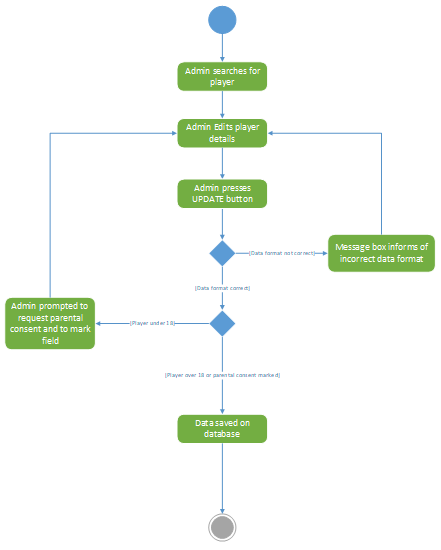 Admin searches for
player
Admin Edits player
details
Admin presses
UPDATE button
[Data format not correct]
Message box informs of
incorrect data format
[Data format correct]
Admin prompted to
request parental
consent and to mark
field
[Player under 18]
[Player over 18 or parental consent marked]
Data saved on
database